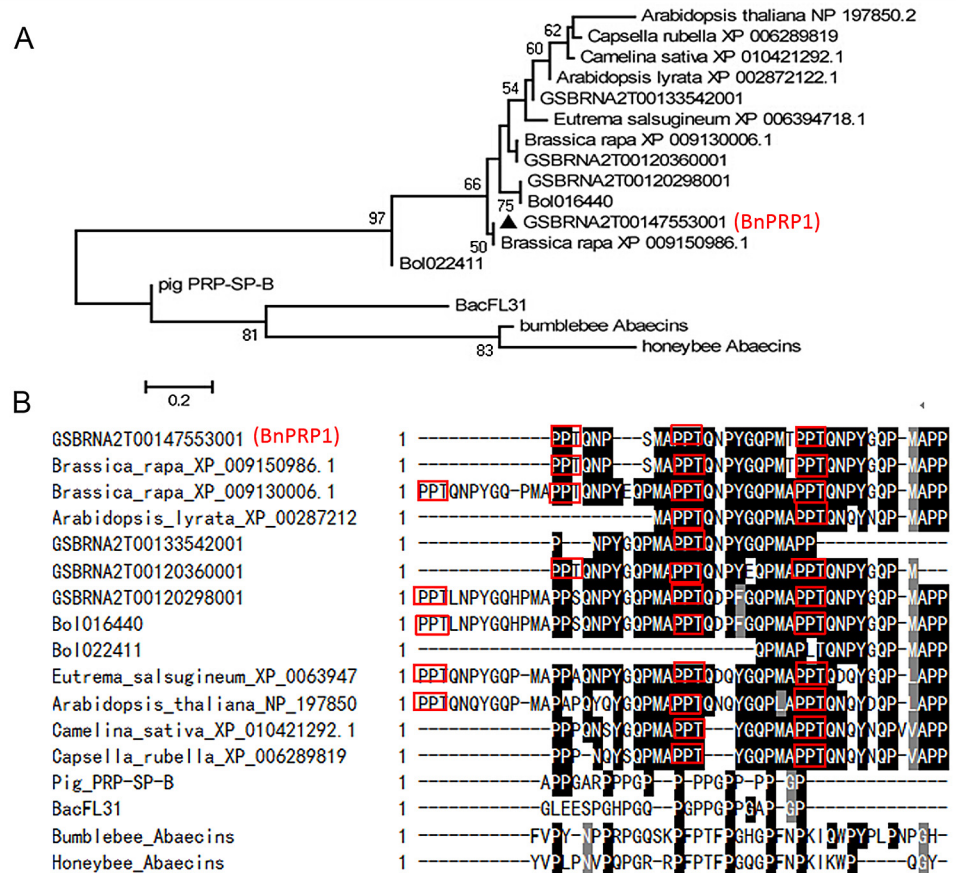 A
Arabidopsis thaliana NP 197850.2
62
Capsella rubella XP 006289819
60
Camelina sativa XP 010421292.1
Arabidopsis lyrata XP 002872122.1
54
GSBRNA2T00133542001
Eutrema salsugineum XP 006394718.1
Brassica rapa XP 009130006.1
GSBRNA2T00120360001
66
GSBRNA2T00120298001
Bol016440
75
97
GSBRNA2T00147553001 (BnPRP1)
50
Brassica rapa XP 009150986.1
Bol022411
pig PRP-SP-B
BacFL31
81
bumblebee Abaecins
83
honeybee Abaecins
0.2
B
GSBRNA2T00147553001 (BnPRP1) 1 -------------PPTQNP---SMAPPTQNPYGQPMTPPTQNPYGQP-MAPP
Brassica_rapa_XP_009150986.1 1 -------------PPTQNP---SMAPPTQNPYGQPMTPPTQNPYGQP-MAPP
Brassica_rapa_XP_009130006.1 1 PPTQNPYGQ-PMAPPTQNPYEQPMAPPTQNPYGQPMAPPTQNPYGQP-MAPP
Arabidopsis_lyrata_XP_00287212 1 -----------------------MAPPTQNPYGQPMAPPTQNQYNQP-MAPP
GSBRNA2T00133542001 1 -------------P---NPYGQPMAPPTQNPYGQPMAPP-------------
GSBRNA2T00120360001 1 -------------PPTQNPYGQPMAPPTQNPYEQPMAPPTQNPYGQP-M---
GSBRNA2T00120298001 1 PPTLNPYGQHPMAPPSQNPYGQPMAPPTQDPFGQPMAPPTQNPYGQP-MAPP
Bol016440 1 PPTLNPYGQHPMAPPSQNPYGQPMAPPTQDPFGQPMAPPTQNPYGQP-MAPP
Bol022411 1 ---------------------------------QPMAPLTQNPYGQP-MAPP
Eutrema_salsugineum_XP_0063947 1 PPTQNPYGQP-MAPPAQNPYGQPMAPPTQDQYGQPMAPPTQDQYGQP-LAPP
Arabidopsis_thaliana_NP_197850 1 PPTQNQYGQP-MAPAPQYQYGQPMAPPTQNQYGQPLAPPTQNQYDQP-LAPP
Camelina_sativa_XP_010421292.1 1 -------------PPPQNSYGQPMAPPT---YGQPMAPPTQNQYNQPVVAPP
Capsella_rubella_XP_006289819 1 -------------PPP-NQYSQPMAPPT---YGQPMAPPTQNQYNQP-VAPP
Pig_PRP-SP-B 1 ------------APPGARPPPGP--P-PPGPP-PP-GP--------------
BacFL31 1 ------------GLEESPGHPGQ--PGPPGPPGAP-GP--------------
Bumblebee_Abaecins 1 -----------FVPY-NPPRPGQSKPFPTFPGHGPFNPKIQWPYPLPNPGH-
Honeybee_Abaecins 1 -----------YVPLPNVPQPGR-RPFPTFPGQGPFNPKIKWP-----QGY-